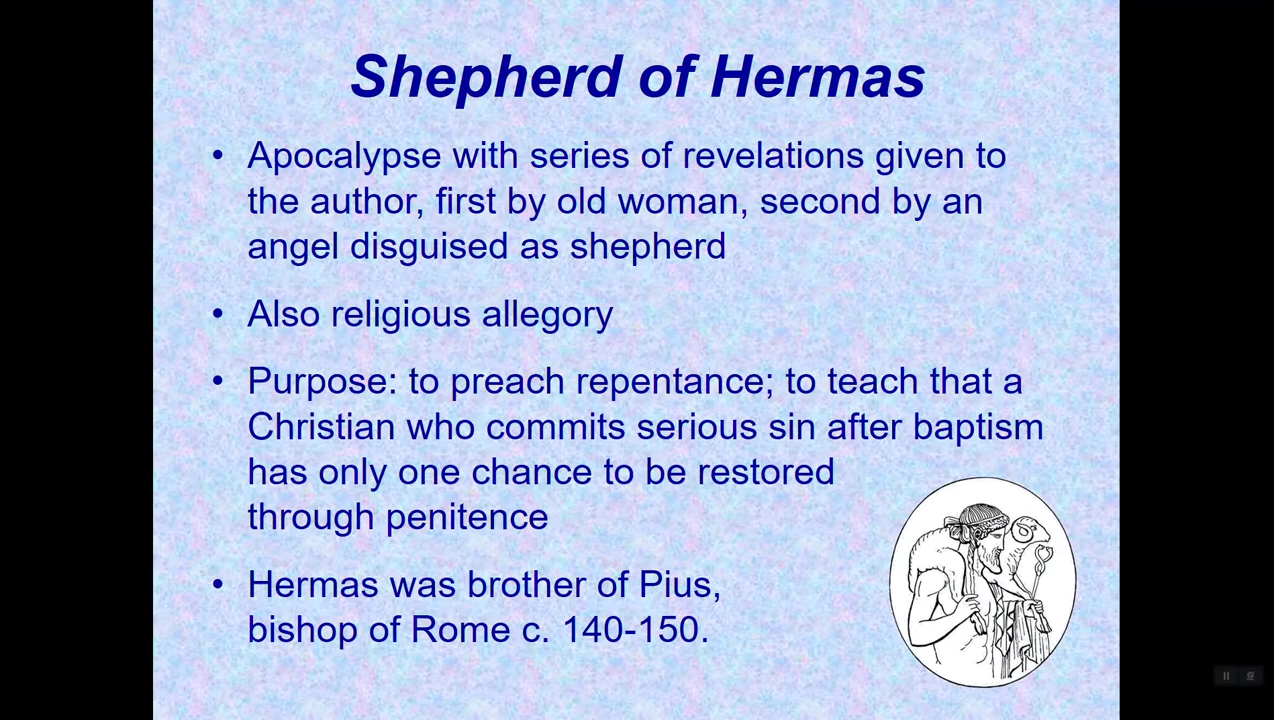 Shepherd of Hermas
• Apocalypse with series of revelations given to
the author, first by old woman, second by an
angel disguised as shepherd
• Also religious allegory
• Purpose: to preach repentance; to teach that a
Christian who commits serious sin after baptism
has only one chance to be restored
through penitence
• Hermas was brother of Pius,
bishop of Rome c. 140-150.